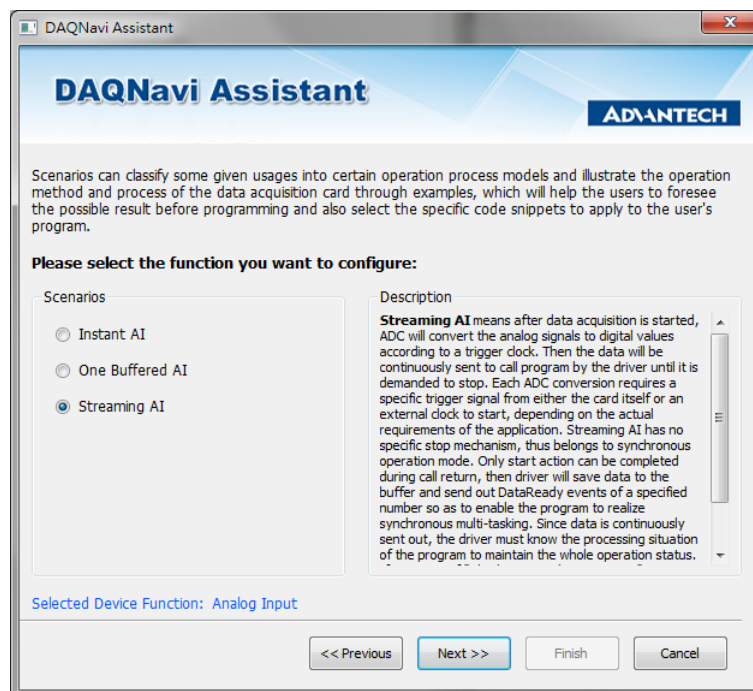 DAQNavi Assistant
DAQNavi Assistant
ADVANTECH
Scenarios can classify some given usages into certain operation process models and illustrate the operation
method and process of the data acquisition card through examples, which will help the users to foresee
the possible result before programming and also select the specific code snippets to apply to the user's
program.
Please select the function you want to configure:
Scenarios
Instant AI
One Buffered AI
Streaming AI
Description
Streaming AI means after data acquisition is started,
ADC will convert the analog signals to digital values
according to a trigger clock. Then the data will be
continuously sent to call program by the driver until it is
demanded to stop. Each ADC conversion requires a
specific trigger signal from either the card itself or an
external clock to start, depending on the actual
requirements of the application. Streaming AI has no
specific stop mechanism, thus belongs to synchronous
operation mode. Only start action can be completed
during call return, then driver will save data to the
buffer and send out DataReady events of a specified
number so as to enable the program to realize
synchronous multi-tasking. Since data is continuously
sent out, the driver must know the processing situation
of the program to maintain the whole operation status.
Selected Device Function: Analog Input
<< Previous
Next >>
Finish
Cancel